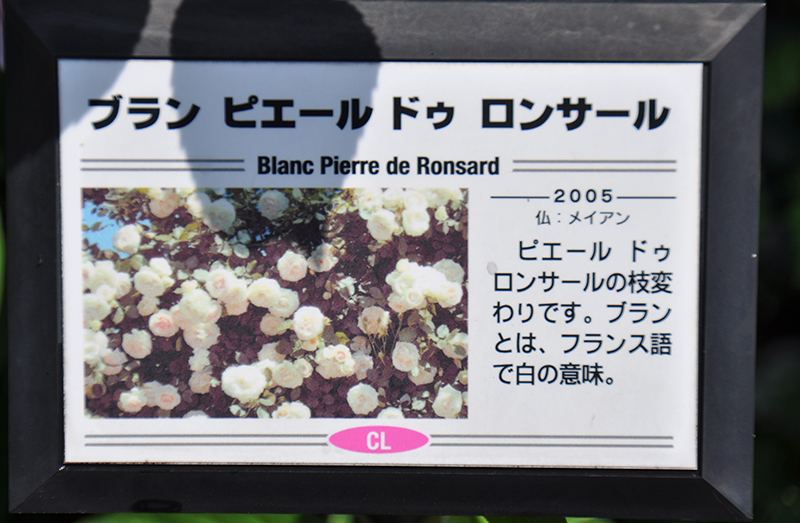 ブラン ピエール ドゥ ロンサール
Blanc Pierre de Ronsard
2005
仏：メイアン
ピエール ドゥ
ロンサールの枝変
わりです。ブラン
とは、フランス語
で白の意味。
CL